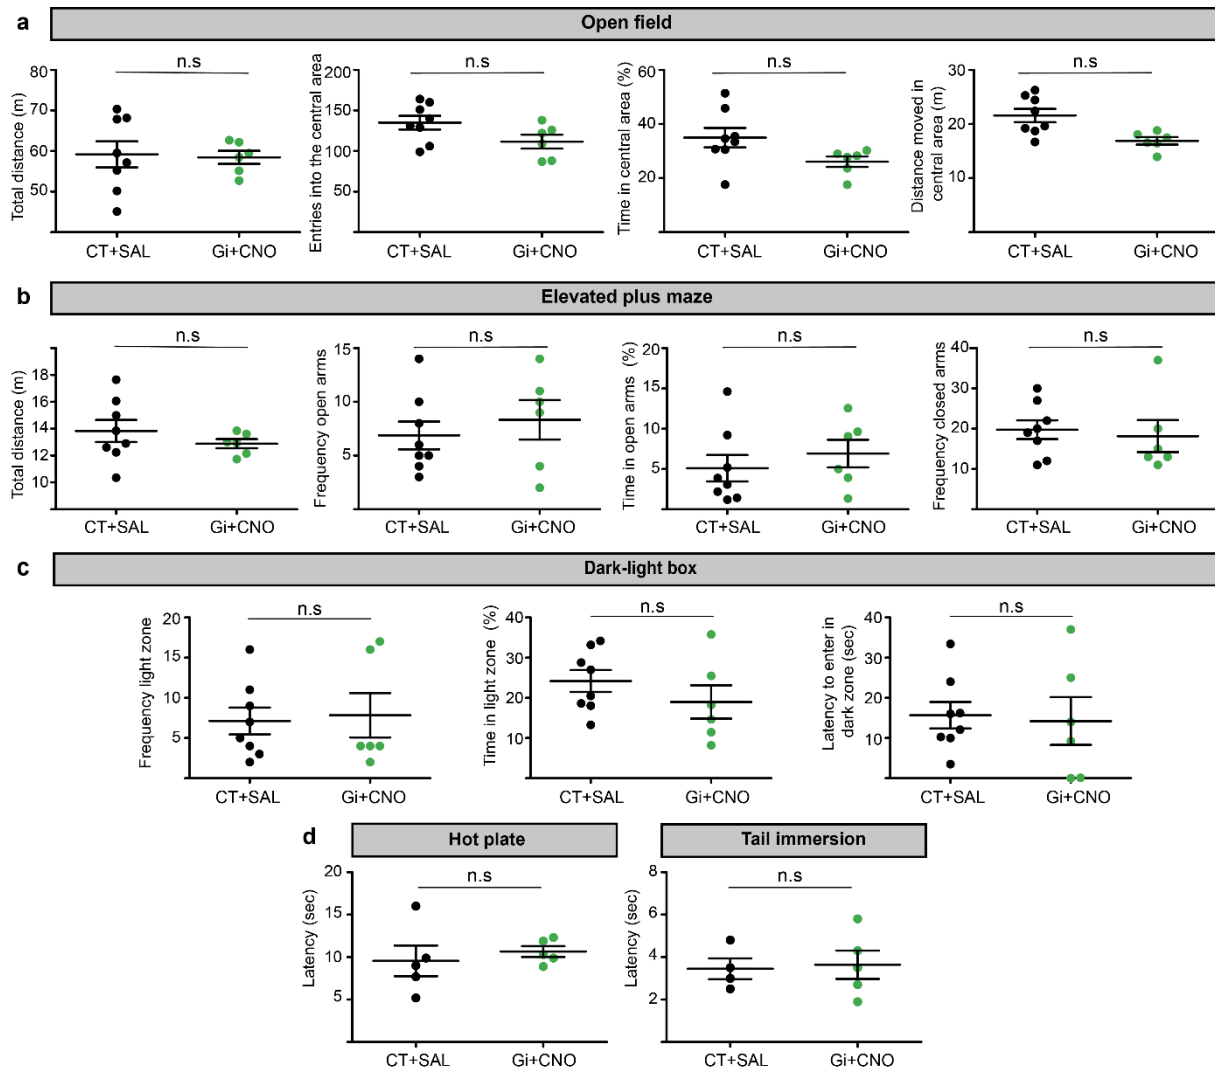 a
Open field
n.s
n.s
n.s
n.s
Total distance (m)
80
70
60
50
CT+SAL
Gi+CNO
Entries into the central area
200
150
100
50
CT+SAL
Gi+CNO
Time in central area (%)
60
40
20
CT+SAL
Gi+CNO
Distance moved in
central area (m)
30
20
10
CT+SAL
Gi+CNO
b
Elevated plus maze
n.s
n.s
n.s
n.s
Total distance (m)
18
16
14
12
10
CT+SAL
Gi+CNO
Frequency open arms
15
10
5
CT+SAL
Gi+CNO
Time in open arms (%)
20
15
10
5
CT+SAL
Gi+CNO
Frequency closed arms
40
30
20
10
CT+SAL
Gi+CNO
c
Dark-light box
n.s
n.s
n.s
Frequency light zone
20
15
10
5
CT+SAL
Gi+CNO
Time in light zone (%)
40
30
20
10
CT+SAL
Gi+CNO
Latency to enter in
dark zone (sec)
40
30
20
10
CT+SAL
Gi+CNO
d
Hot plate
n.s
Latency (sec)
20
15
10
5
CT+SAL
Gi+CNO
Tail immersion
n.s
Latency (sec)
8
6
4
2
CT+SAL
Gi+CNO